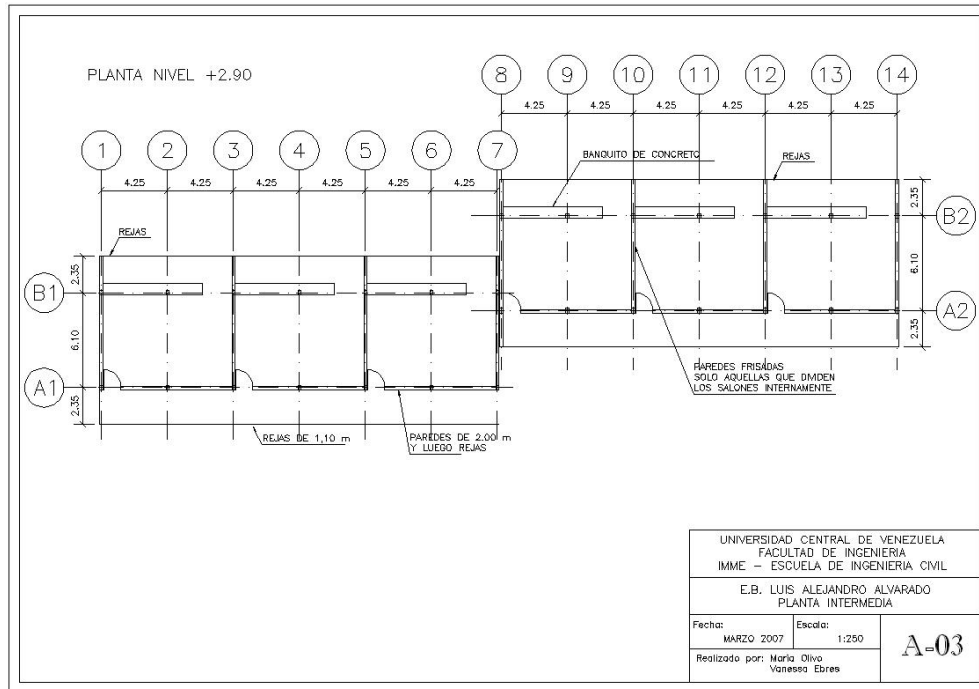 PLANTA NIVEL +2.90
8 9 10 11 12 13 14
4.25 4.25 4.25 4.25 4.25 4.25
1 2 3 4 5 6 7
4.25 4.25 4.25 4.25 4.25 4.25
BANQUITO DE CONCRETO
REJAS
2.35
B2
6.10
A2
2.35
REJAS
2.35
B1
6.10
A1
2.35
PAREDES FRISADAS
SOLO AQUELLAS QUE DIVIDEN
LOS SALONES INTERNAMENTE
REJAS DE 1,10 m
PAREDES DE 2.00 m
Y LUEGO REJAS
UNIVERSIDAD CENTRAL DE VENEZUELA
FACULTAD DE INGENIERIA
IMME – ESCUELA DE INGENIERIA CIVIL
E.B. LUIS ALEJANDRO ALVARADO
PLANTA INTERMEDIA
Fecha: Escala:
MARZO 2007 1:250
A-03
Realizado por: María Olivo
Vanessa Ebres